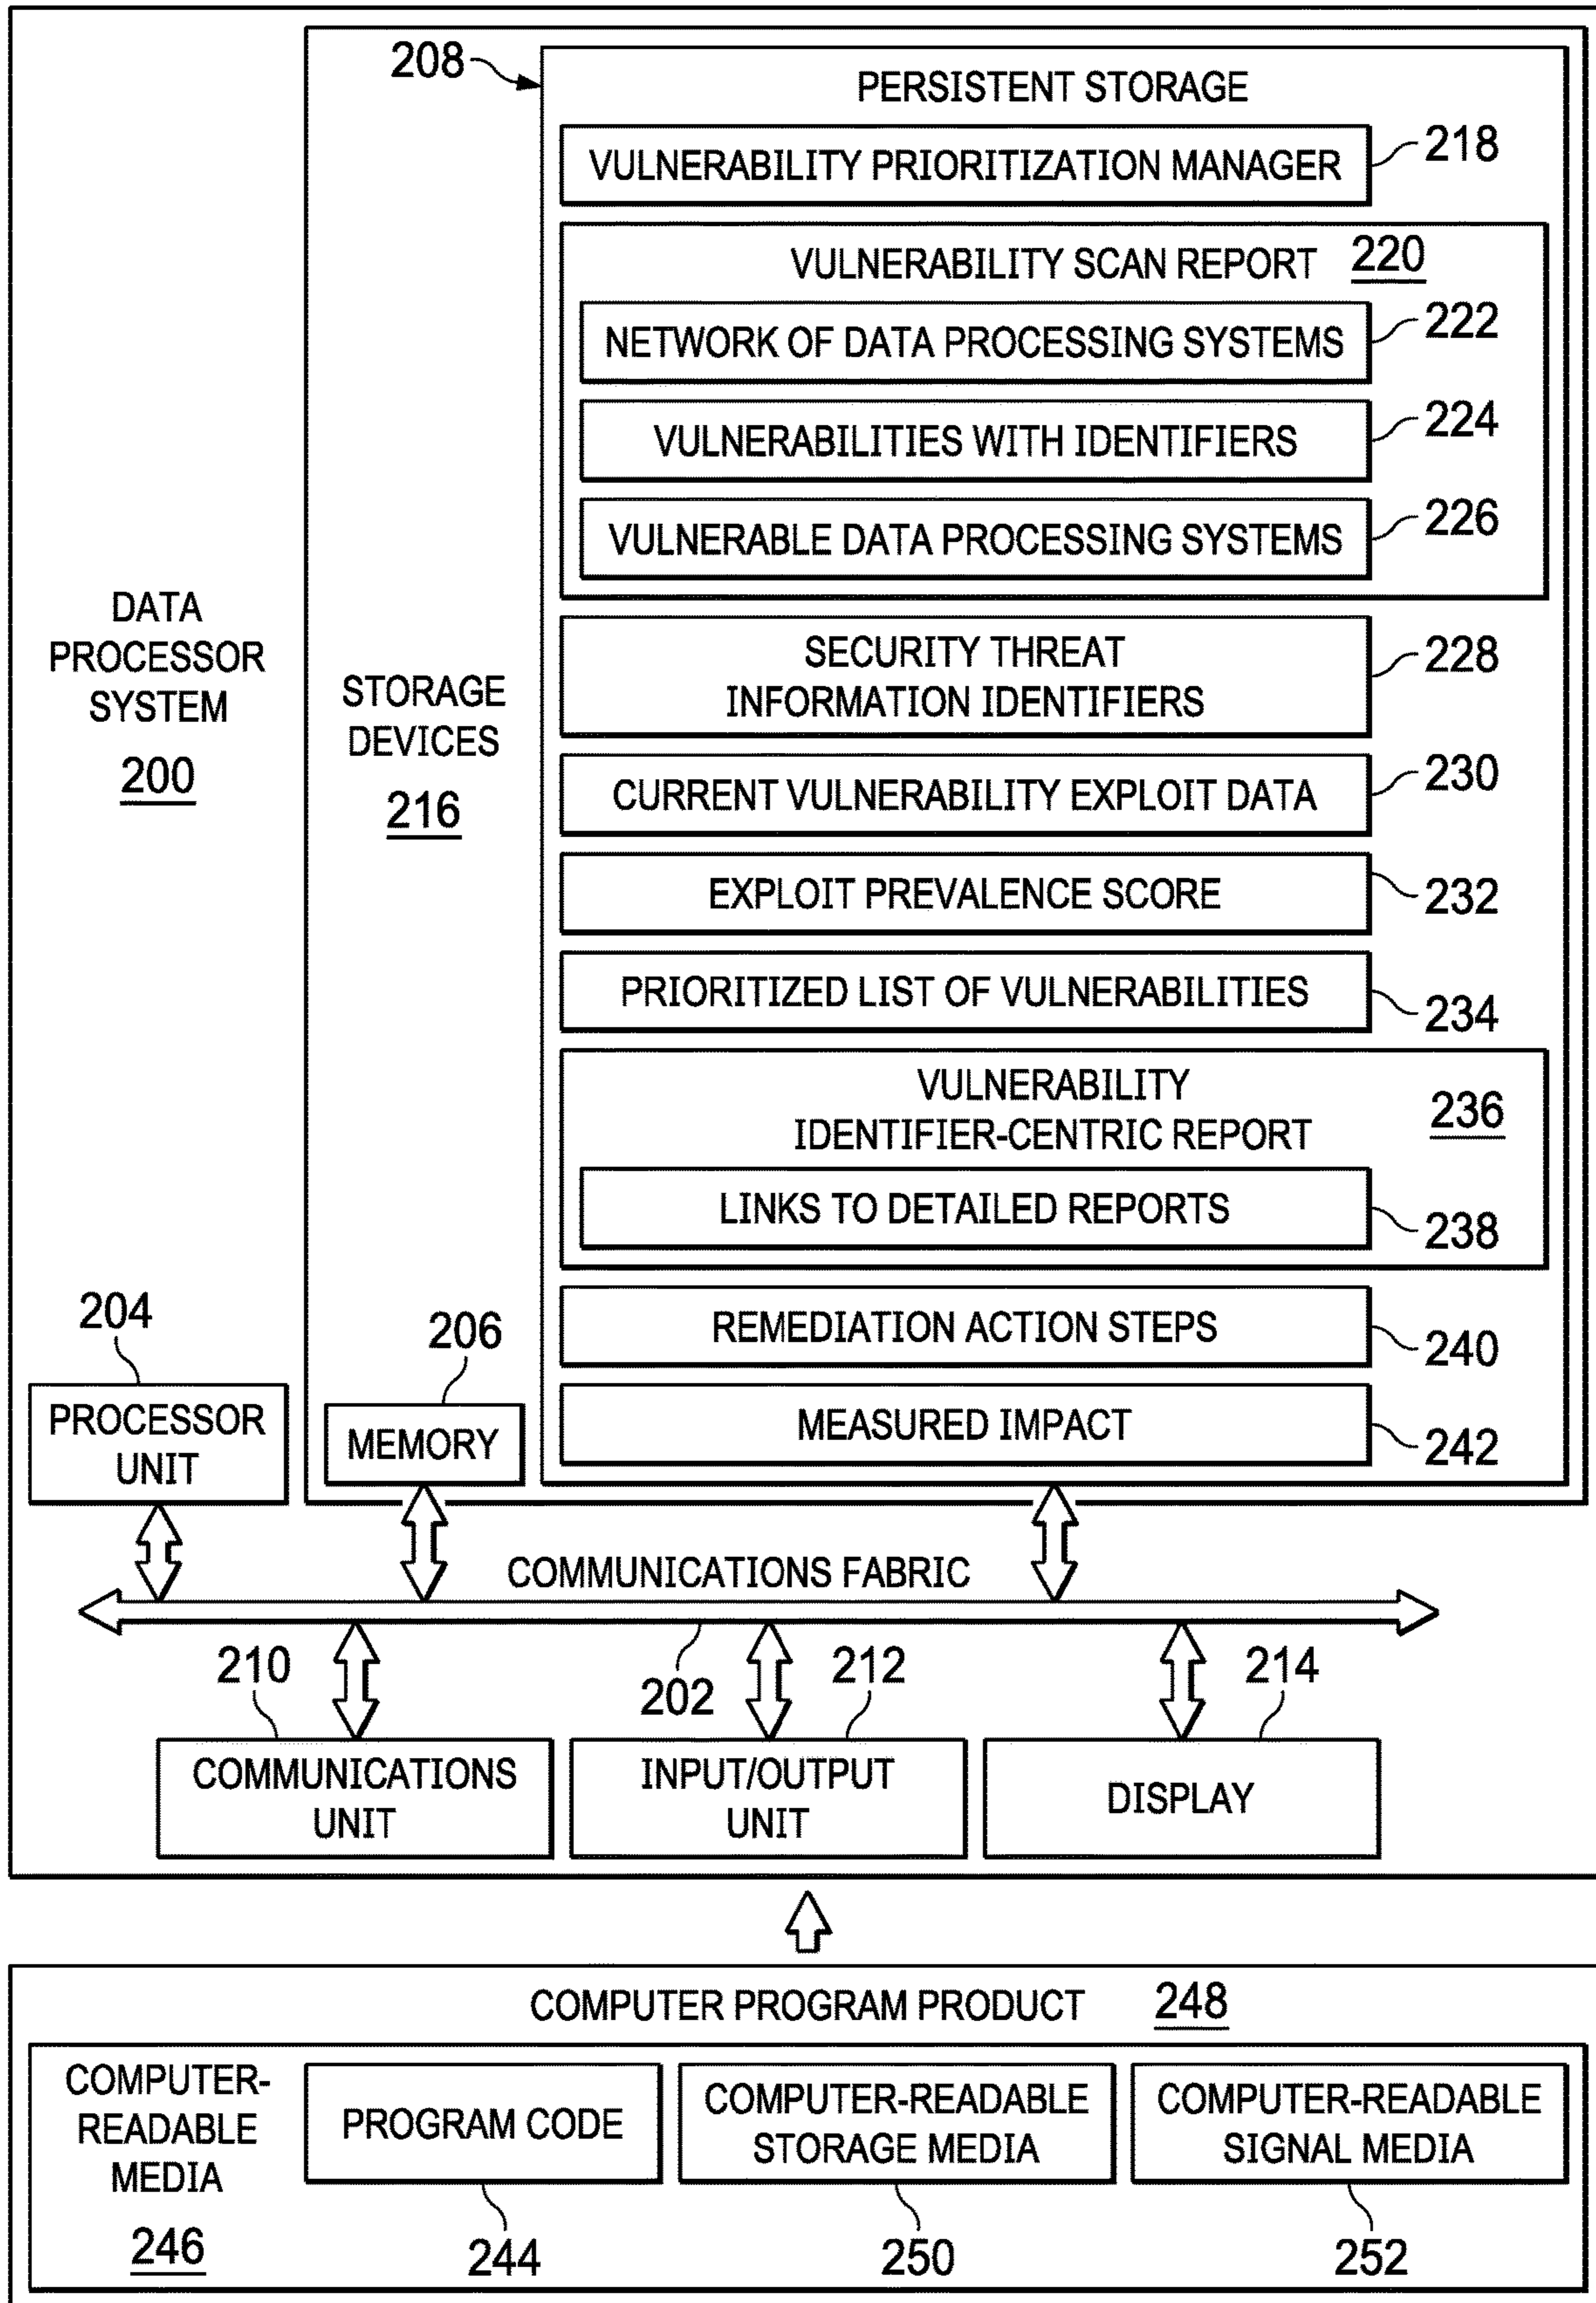 208
PERSISTENT STORAGE
VULNERABILITY PRIORITIZATION MANAGER
218
VULNERABILITY SCAN REPORT
220
NETWORK OF DATA PROCESSING SYSTEMS
222
VULNERABILITIES WITH IDENTIFIERS
224
VULNERABLE DATA PROCESSING SYSTEMS
226
DATA
PROCESSOR
SYSTEM
200
STORAGE
DEVICES
216
SECURITY THREAT
INFORMATION IDENTIFIERS
228
CURRENT VULNERABILITY EXPLOIT DATA
230
EXPLOIT PREVALENCE SCORE
232
PRIORITIZED LIST OF VULNERABILITIES
234
VULNERABILITY
IDENTIFIER-CENTRIC REPORT
236
LINKS TO DETAILED REPORTS
238
REMEDIATION ACTION STEPS
240
MEASURED IMPACT
242
204
PROCESSOR
UNIT
206
MEMORY
COMMUNICATIONS FABRIC
202
210
COMMUNICATIONS
UNIT
212
INPUT/OUTPUT
UNIT
214
DISPLAY
COMPUTER PROGRAM PRODUCT
248
COMPUTER-
READABLE
MEDIA
246
PROGRAM CODE
244
COMPUTER-READABLE
STORAGE MEDIA
250
COMPUTER-READABLE
SIGNAL MEDIA
252